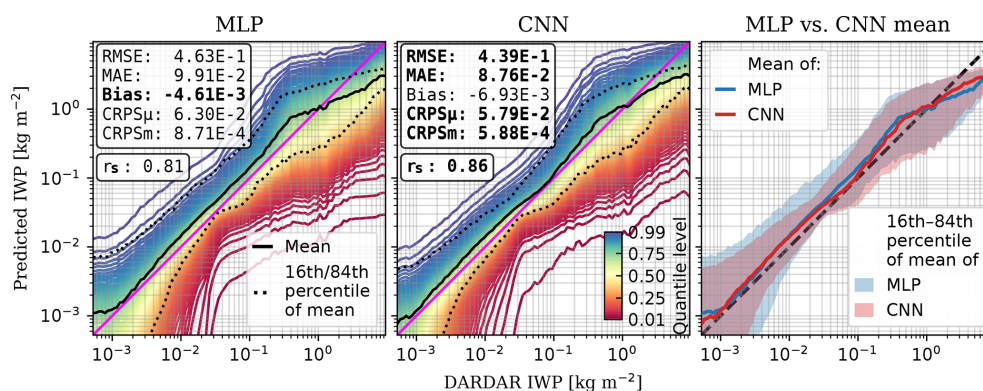 MLP
CNN
MLP vs. CNN mean
RMSE: 4.63E-1
MAE: 9.91E-2
Bias: -4.61E-3
CRPSµ: 6.30E-2
CRPSm: 8.71E-4
rs: 0.81
RMSE: 4.39E-1
MAE: 8.76E-2
Bias: -6.93E-3
CRPSµ: 5.79E-2
CRPSm: 5.88E-4
rs: 0.86
Mean of:
MLP
CNN
Predicted IWP [kg m⁻²]
10⁰
10⁻¹
10⁻²
10⁻³
Mean
16th/84th
percentile
of mean
0.99
0.75
0.50
0.25
0.01
Quantile level
16th–84th
percentile
of mean of
MLP
CNN
10⁻³ 10⁻² 10⁻¹ 10⁰
10⁻³ 10⁻² 10⁻¹ 10⁰
10⁻³ 10⁻² 10⁻¹ 10⁰
DARDAR IWP [kg m⁻²]